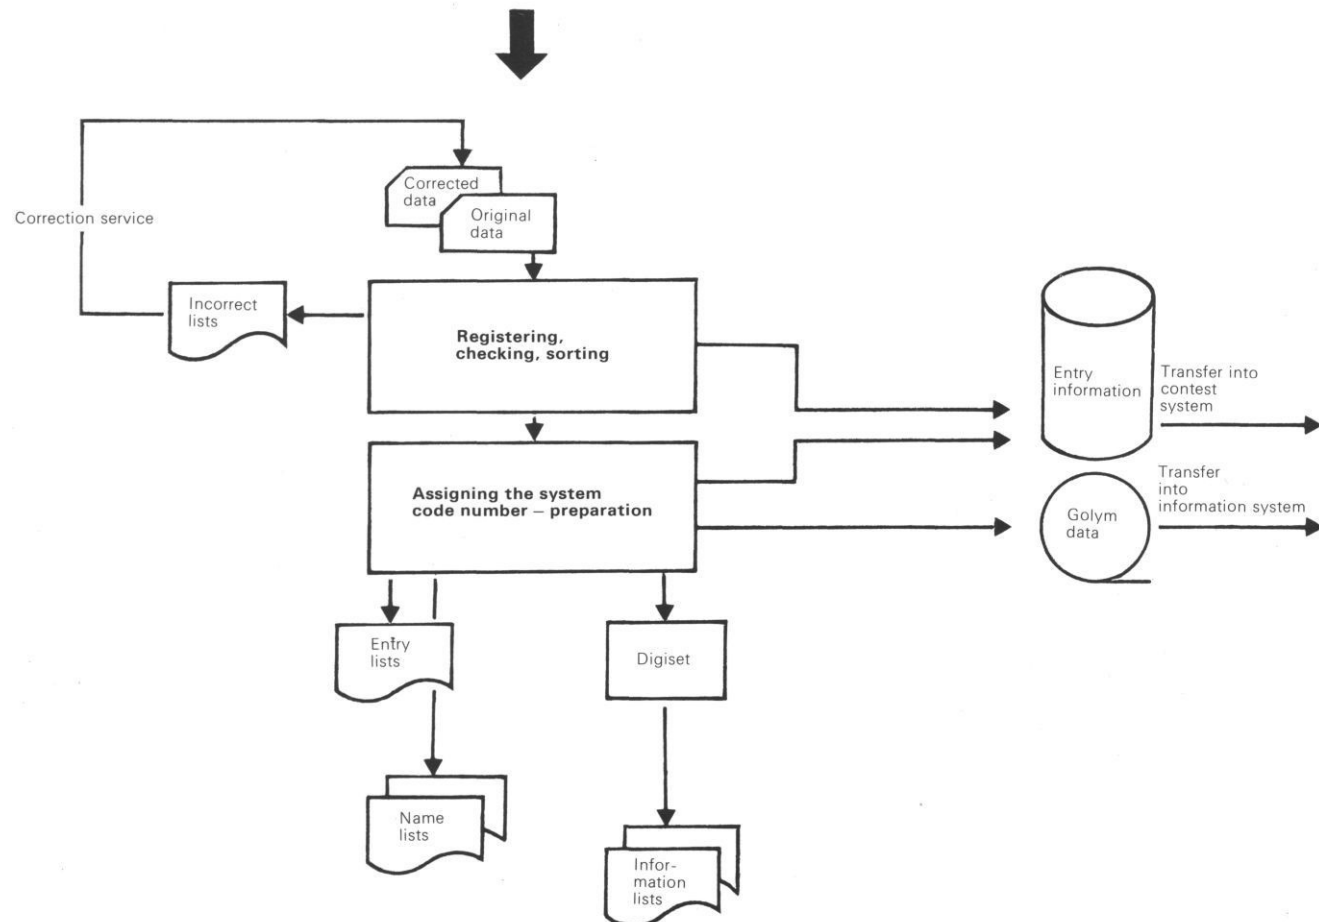 Corrected
data
Original
data
Correction service
Incorrect
lists
Registering,
checking, sorting
Entry
information
Transfer into
contest
system
Assigning the system
code number – preparation
Golym
data
Transfer
into
information system
Entry
lists
Digiset
Name
lists
Infor-
mation
lists